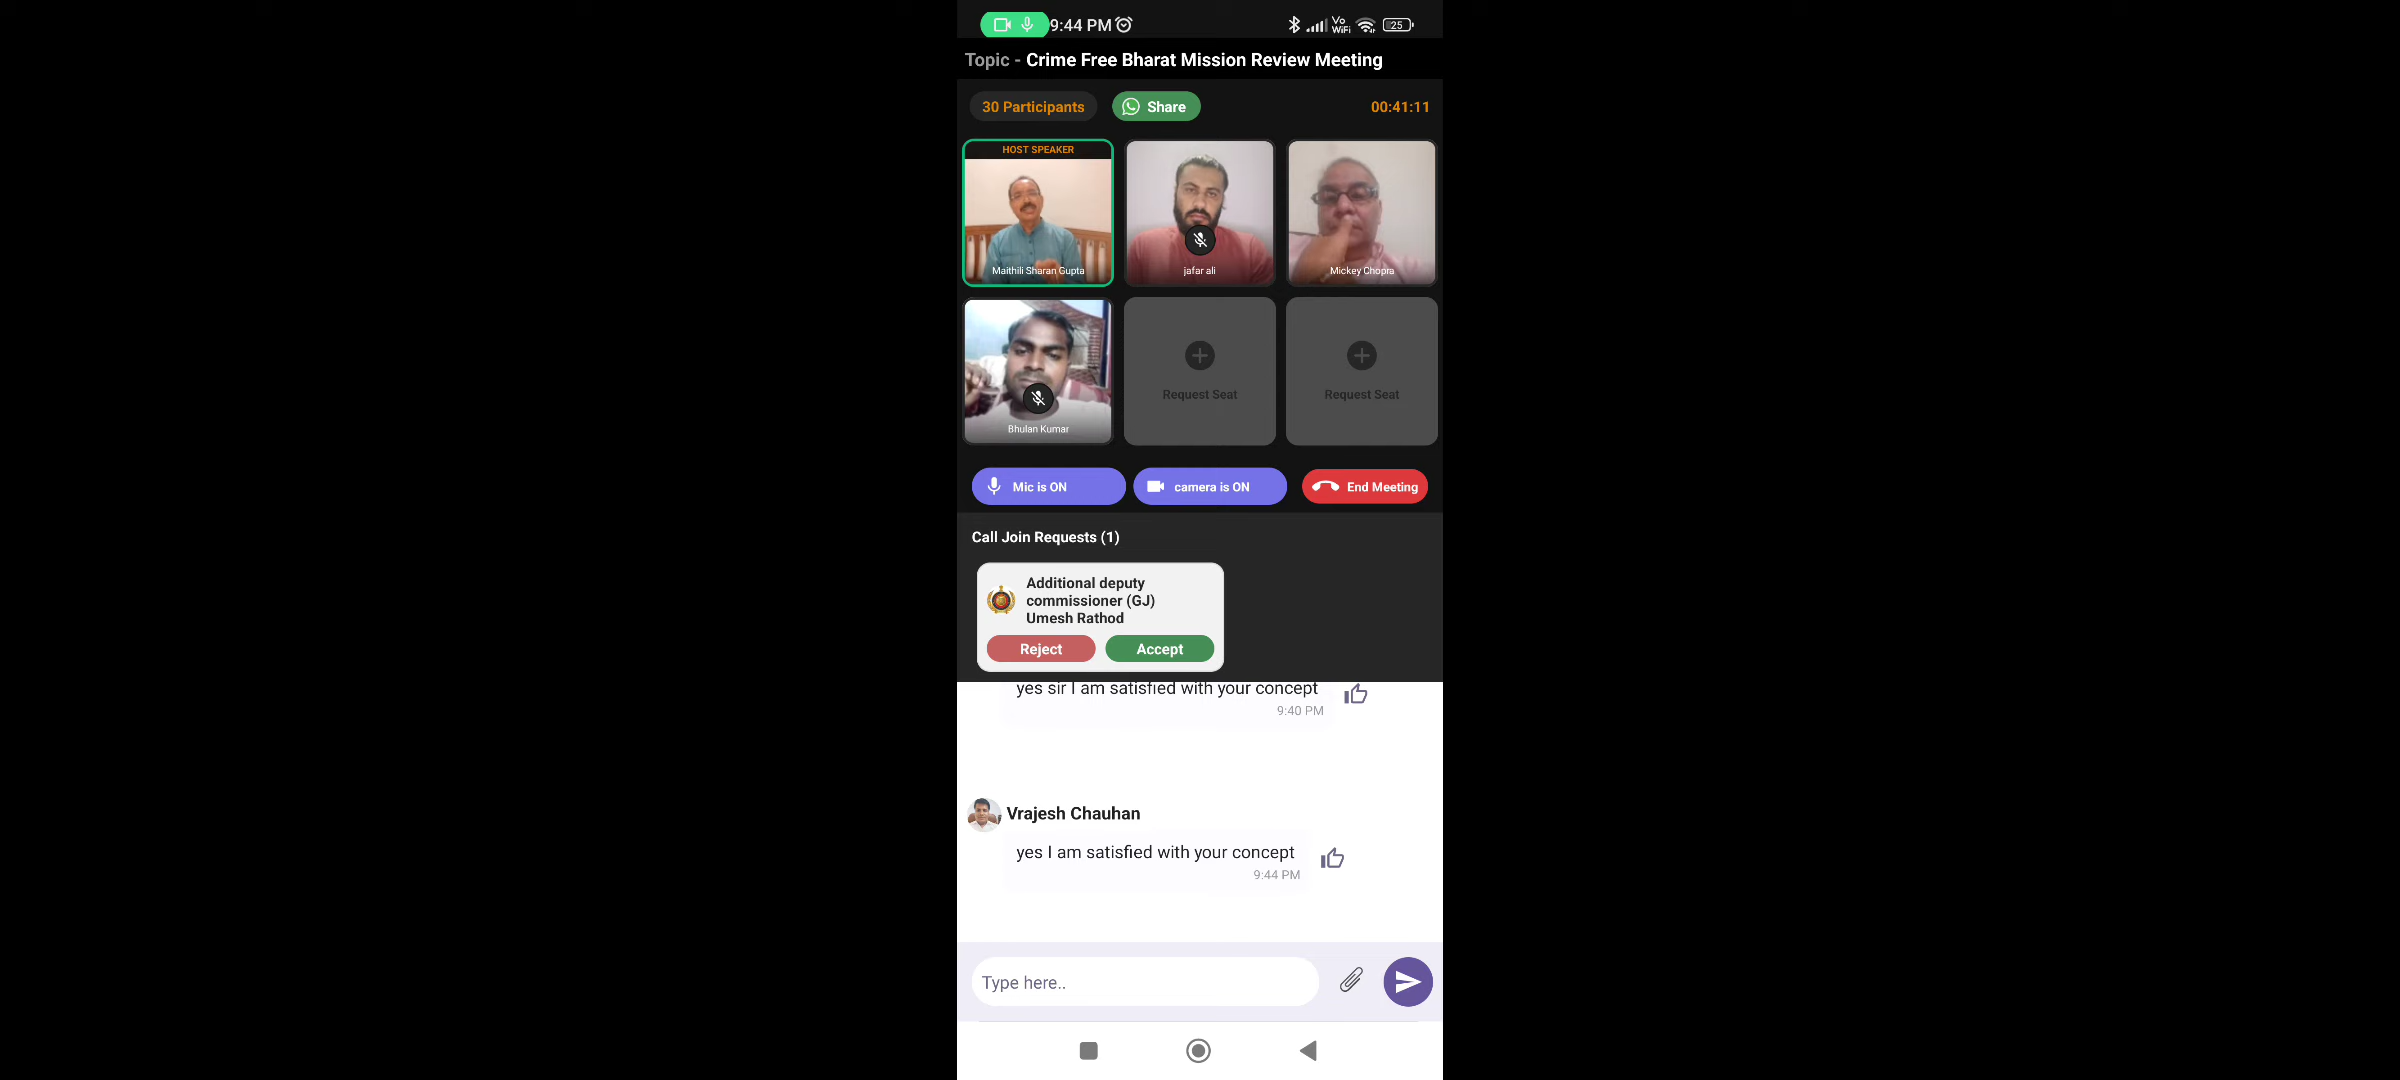 9:44 PM
Vo
WiFi
25
Topic - Crime Free Bharat Mission Review Meeting
30 Participants
Share
00:41:11
HOST SPEAKER
Maithili Sharan Gupta
jafar ali
Mickey Chopra
Bhulan Kumar
Request Seat
Request Seat
Mic is ON
camera is ON
End Meeting
Call Join Requests (1)
Additional deputy
commissioner (GJ)
Umesh Rathod
Reject
Accept
yes sir I am satisfied with your concept
9:40 PM
Vrajesh Chauhan
yes I am satisfied with your concept
9:44 PM
Type here..